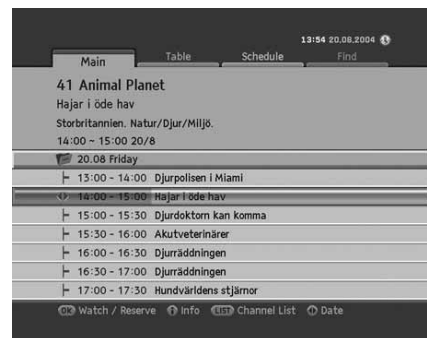 13:54 20.08.2004
Main Table Schedule Find
41 Animal Planet
Hajar i öde hav
Storbritannien. Natur/Djur/Miljö.
14:00 ~ 15:00 20/8
20.08 Friday
13:00 - 14:00 Djurpolisen i Miami
14:00 - 15:00 Hajar i öde hav
15:00 - 15:30 Djurdoktorn kan komma
15:30 - 16:00 Akutveterinärer
16:00 - 16:30 Djurräddningen
16:30 - 17:00 Djurräddningen
17:00 - 17:30 Hundvärldens stjärnor
OK Watch / Reserve Info LIST Channel List Date